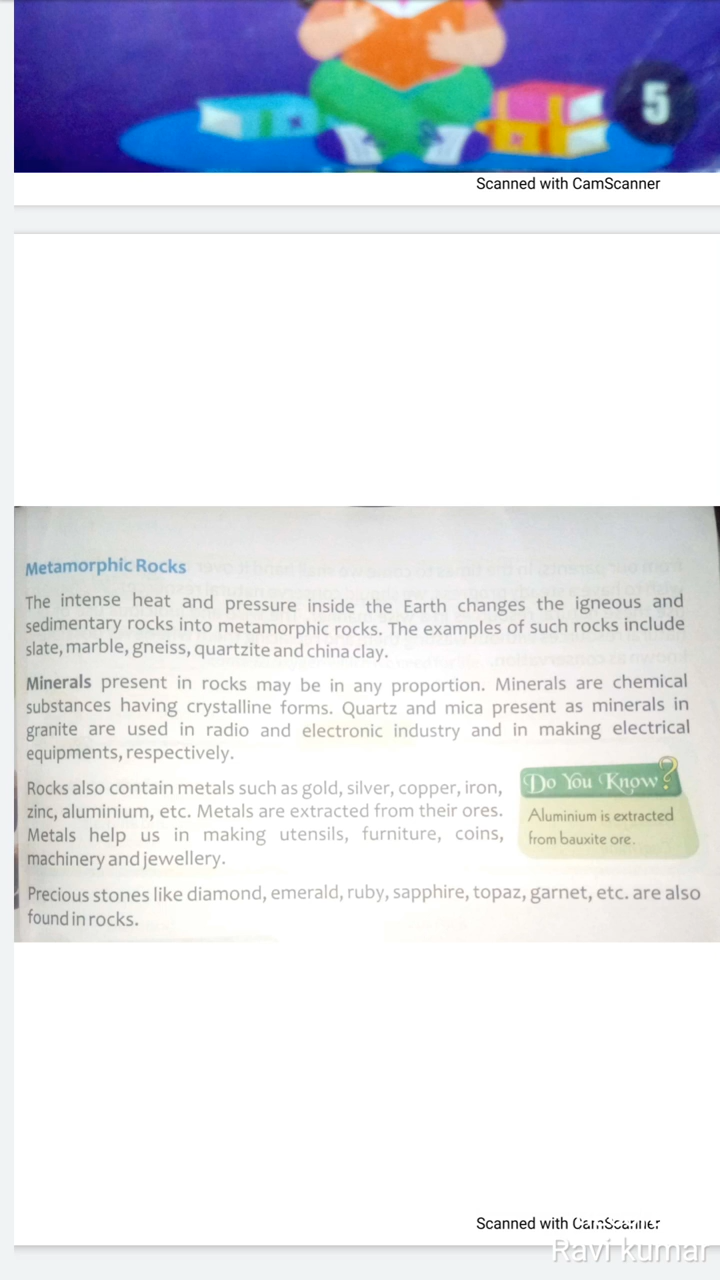 5
Scanned with CamScanner
Metamorphic Rocks
The intense heat and pressure inside the Earth changes the igneous and
sedimentary rocks into metamorphic rocks. The examples of such rocks include
slate, marble, gneiss, quartzite and china clay.
Minerals present in rocks may be in any proportion. Minerals are chemical
substances having crystalline forms. Quartz and mica present as minerals in
granite are used in radio and electronic industry and in making electrical
equipments, respectively.
Rocks also contain metals such as gold, silver, copper, iron,
zinc, aluminium, etc. Metals are extracted from their ores.
Metals help us in making utensils, furniture, coins,
machinery and jewellery.
Do You Know?
Aluminium is extracted
from bauxite ore.
Precious stones like diamond, emerald, ruby, sapphire, topaz, garnet, etc. are also
found in rocks.
Scanned with CamScanner
Ravi kumar